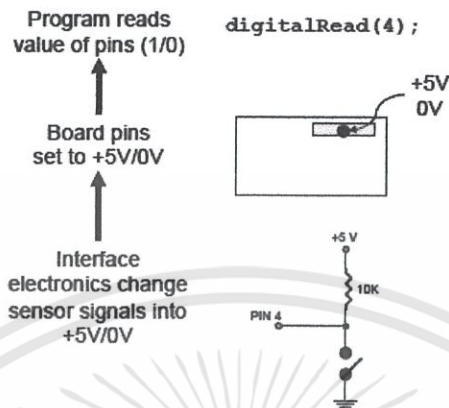 Program reads
value of pins (1/0)
digitalRead(4);
+5V
0V
Board pins
set to +5V/0V
Interface
electronics change
sensor signals into
+5V/0V
+5 V
10K
PIN 4